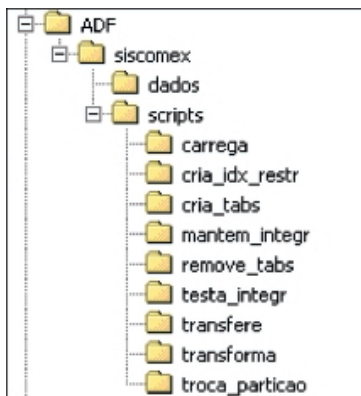 ADF
siscomex
dados
scripts
carrega
cria_idx_restr
cria_tabs
mantem_integr
remove_tabs
testa_integr
transfere
transforma
troca_particao